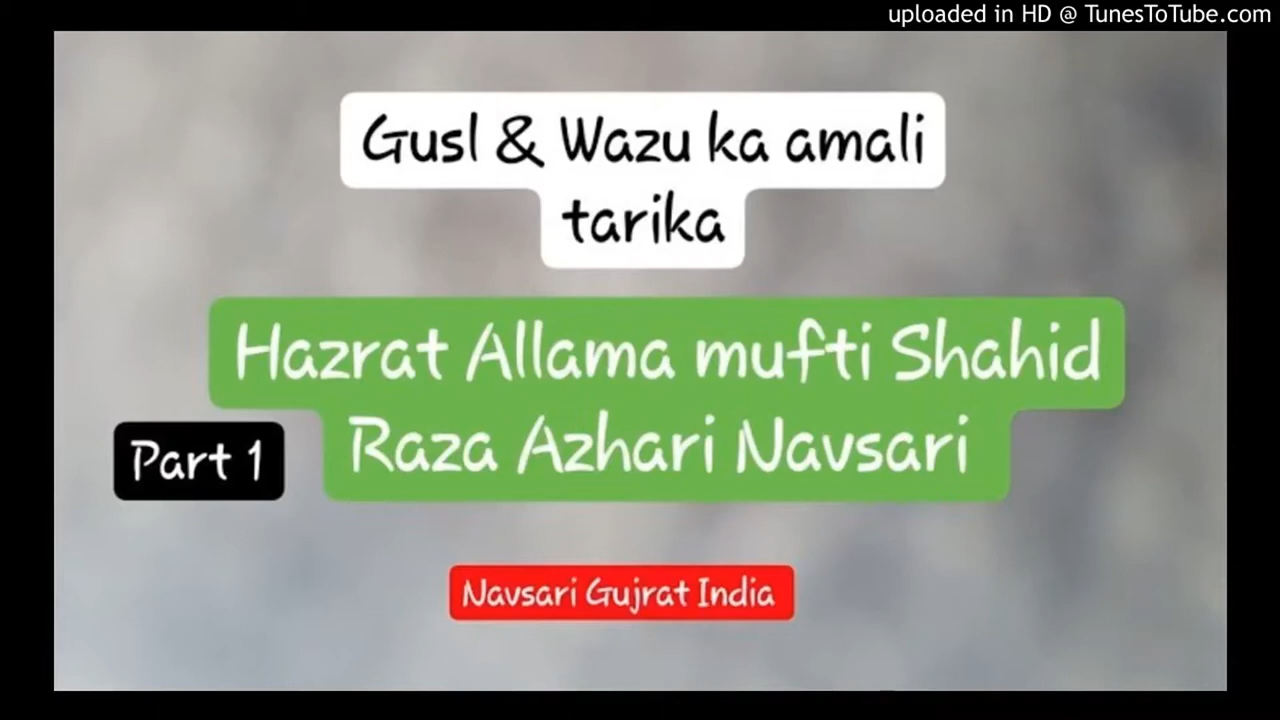 uploaded in HD @ TunesToTube.com
Gusl & Wazu ka amali
tarika
Hazrat Allama mufti Shahid
Raza Azhari Navsari
Part 1
Navsari Gujrat India